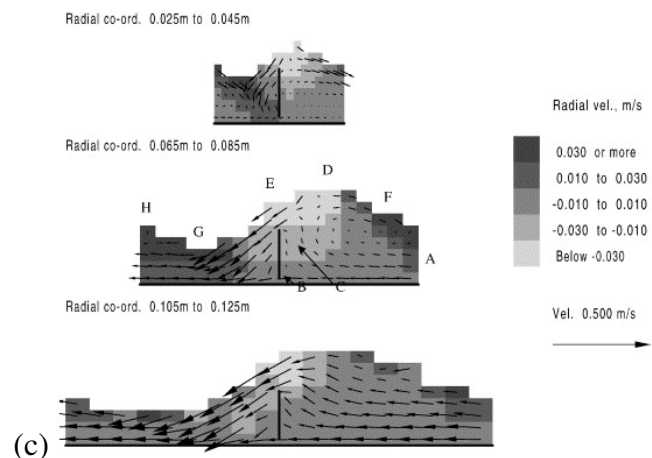 Radial co-ord. 0.025m to 0.045m
Radial vel., m/s
0.030 or more
0.010 to 0.030
-0.010 to 0.010
-0.030 to -0.010
Below -0.030
Radial co-ord. 0.065m to 0.085m
D
E
F
H
G
A
B
C
Radial co-ord. 0.105m to 0.125m
Vel. 0.500 m/s
(c)